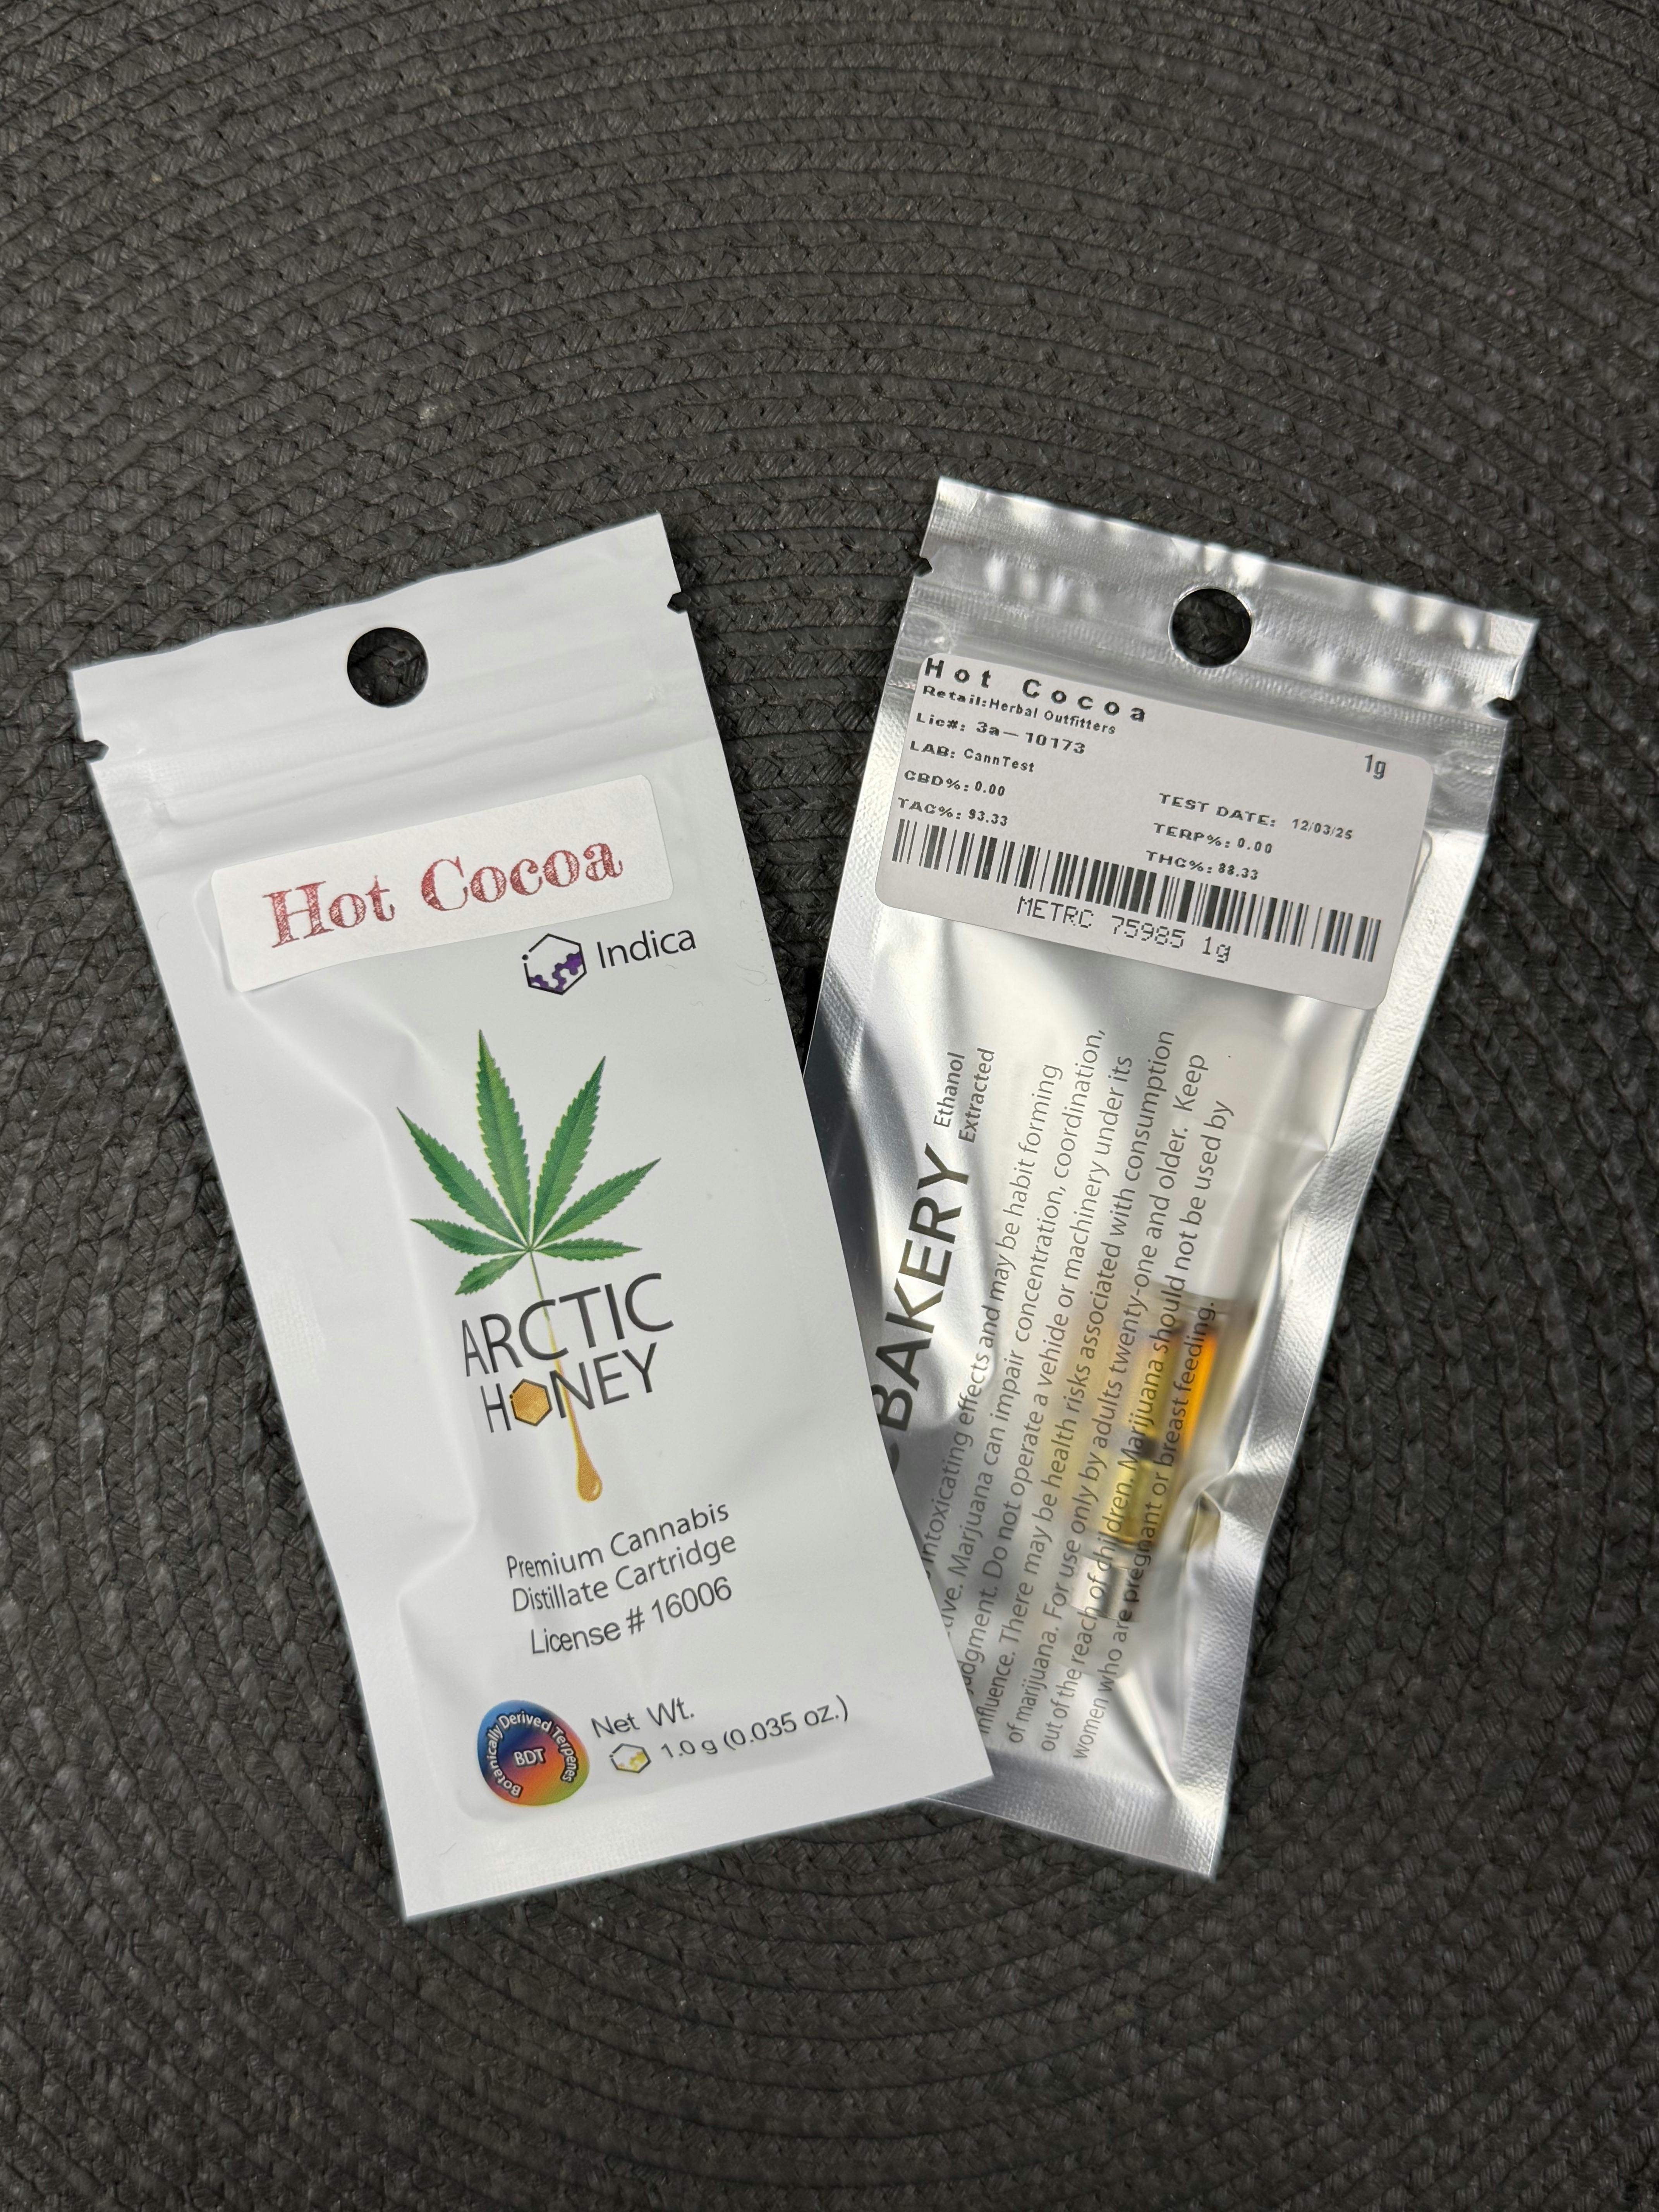 Hot Cocoa
Indica
ARCTIC
HONEY
Premium Cannabis
Distillate Cartridge
License # 16006
Botanically Derived Terpenes
BDT
Net Wt.
1.0 g (0.035 oz.)
Hot Cocoa
Retail:Herbal Outfitters
Lic#: 3a-10173
1g
LAB: CannTest
CBD%: 0.00
TEST DATE: 12/03/25
TAC%: 93.33
TERP%: 0.00
THC%: 88.33
METRC 75985 1g
BAKERY
Ethanol
Extracted
intoxicating effects and may be habit forming
Marijuana can impair concentration, coordination,
judgment. Do not operate a vehicle or machinery under its
influence. There may be health risks associated with consumption
of marijuana. For use only by adults twenty-one and older. Keep
out of the reach of children. Marijuana should not be used by
women who are pregnant or breast feeding.